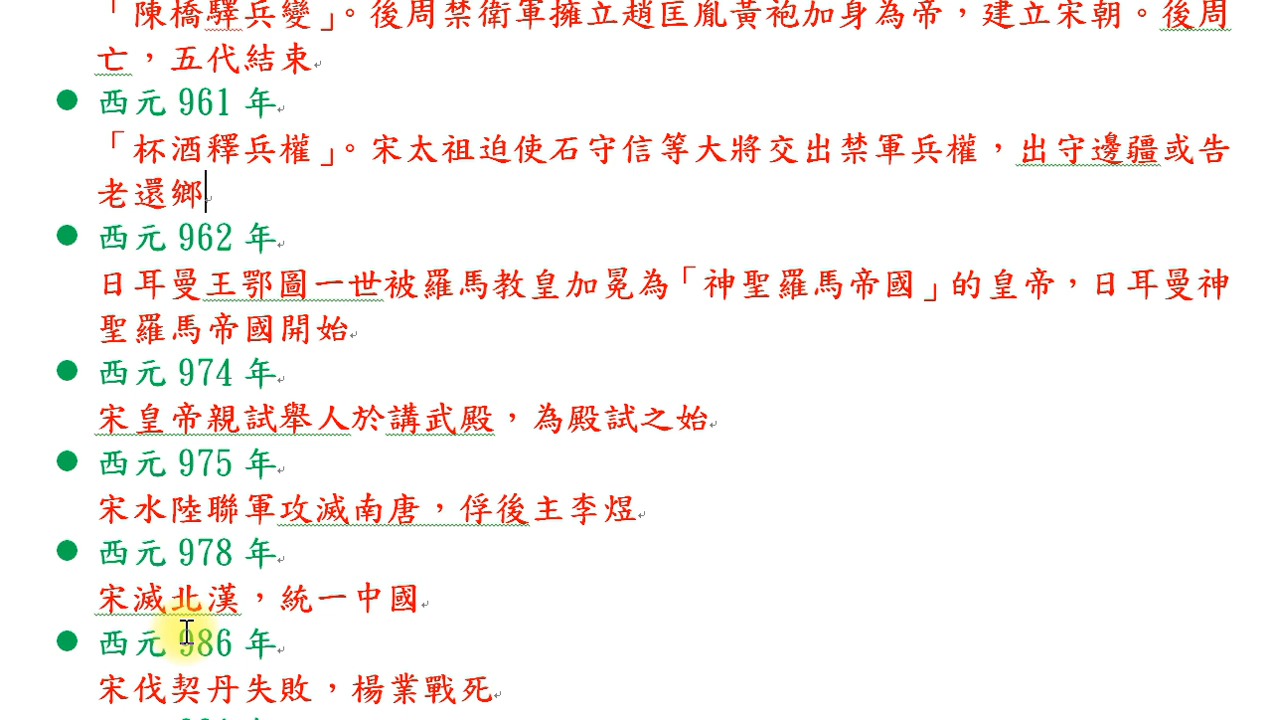 「陳橋驛兵變」。後周禁衛軍擁立趙匡胤黃袍加身為帝，建立宋朝。後周
亡，五代結束
西元 961 年
「杯酒釋兵權」。宋太祖迫使石守信等大將交出禁軍兵權，出守邊疆或告
老還鄉
西元 962 年
日耳曼王鄂圖一世被羅馬教皇加冕為「神聖羅馬帝國」的皇帝，日耳曼神
聖羅馬帝國開始
西元 974 年
宋皇帝親試舉人於講武殿，為殿試之始
西元 975 年
宋水陸聯軍攻滅南唐，俘後主李煜
西元 978 年
宋滅北漢，統一中國
西元 986 年
宋伐契丹失敗，楊業戰死